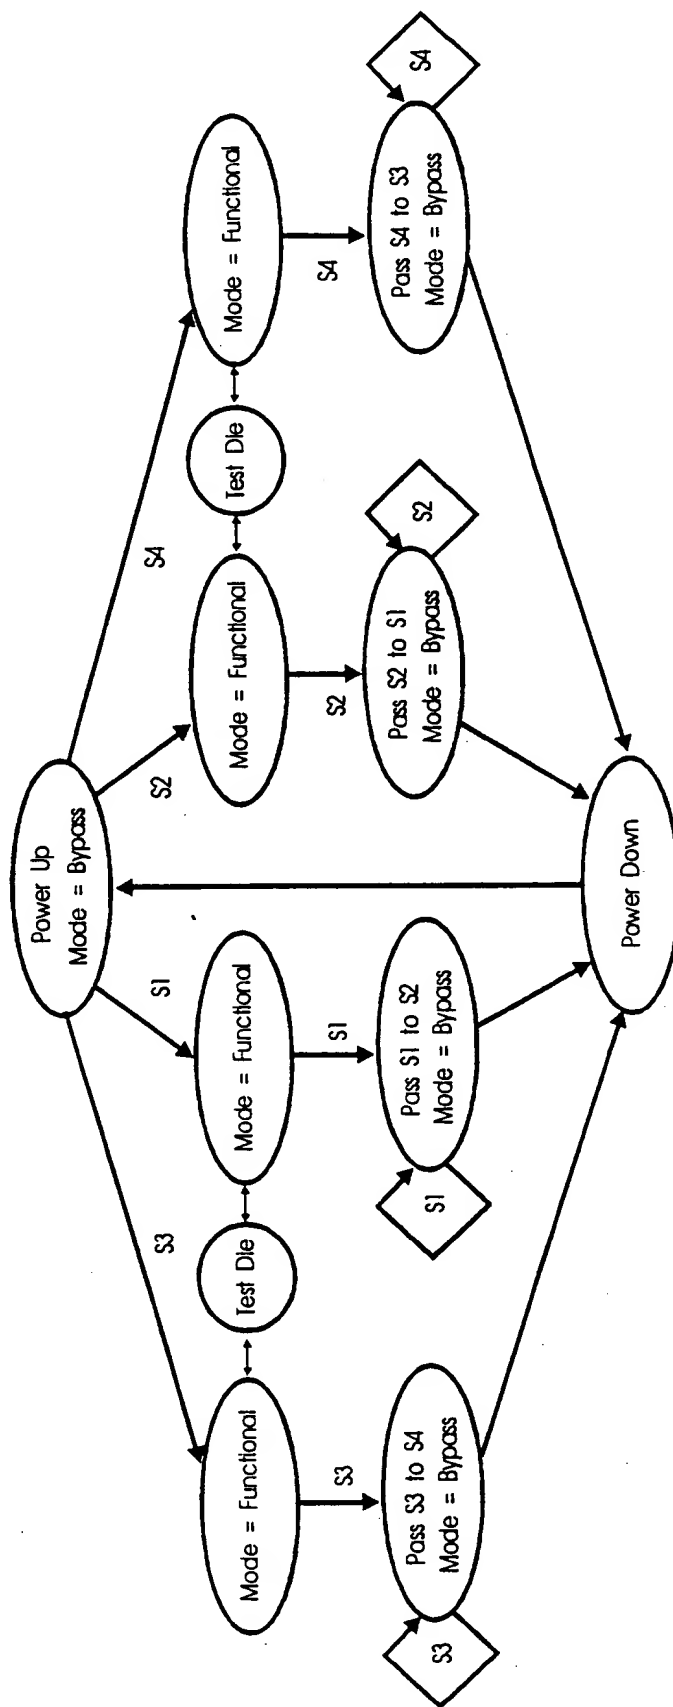 Power Up
Mode = Bypass
S3
S1
S2
S4
Mode = Functional
Test Die
Mode = Functional
Mode = Functional
Test Die
Mode = Functional
S3
S1
S2
S4
S3
Pass S3 to S4
Mode = Bypass
S1
Pass S1 to S2
Mode = Bypass
Pass S2 to S1
Mode = Bypass
S2
Pass S4 to S3
Mode = Bypass
S4
Power Down